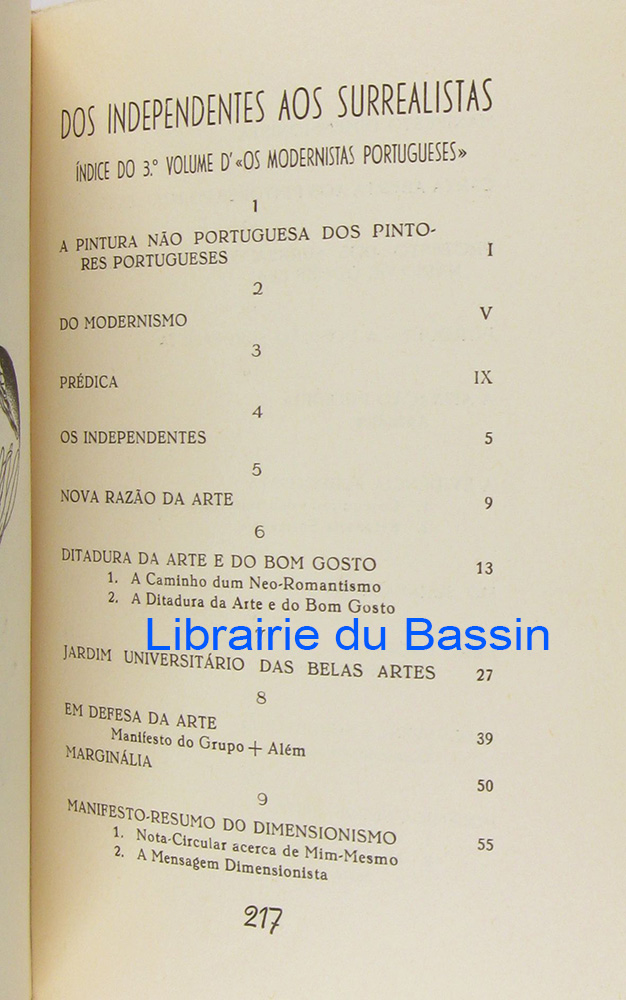 DOS INDEPENDENTES AOS SURREALISTAS
ÍNDICE DO 3.º VOLUME D'«OS MODERNISTAS PORTUGUESES»
1
A PINTURA NÃO PORTUGUESA DOS PINTO-
RES PORTUGUESES I
2
DO MODERNISMO V
3
PRÉDICA IX
4
OS INDEPENDENTES 5
5
NOVA RAZÃO DA ARTE 9
6
DITADURA DA ARTE E DO BOM GOSTO 13
1. A Caminho dum Neo-Romantismo
2. A Ditadura da Arte e do Bom Gosto
Librairie du Bassin
JARDIM UNIVERSITÁRIO DAS BELAS ARTES 27
8
EM DEFESA DA ARTE 39
Manifesto do Grupo + Além
MARGINÁLIA 50
9
MANIFESTO-RESUMO DO DIMENSIONISMO 55
1. Nota-Circular acerca de Mim-Mesmo
2. A Mensagem Dimensionista
217